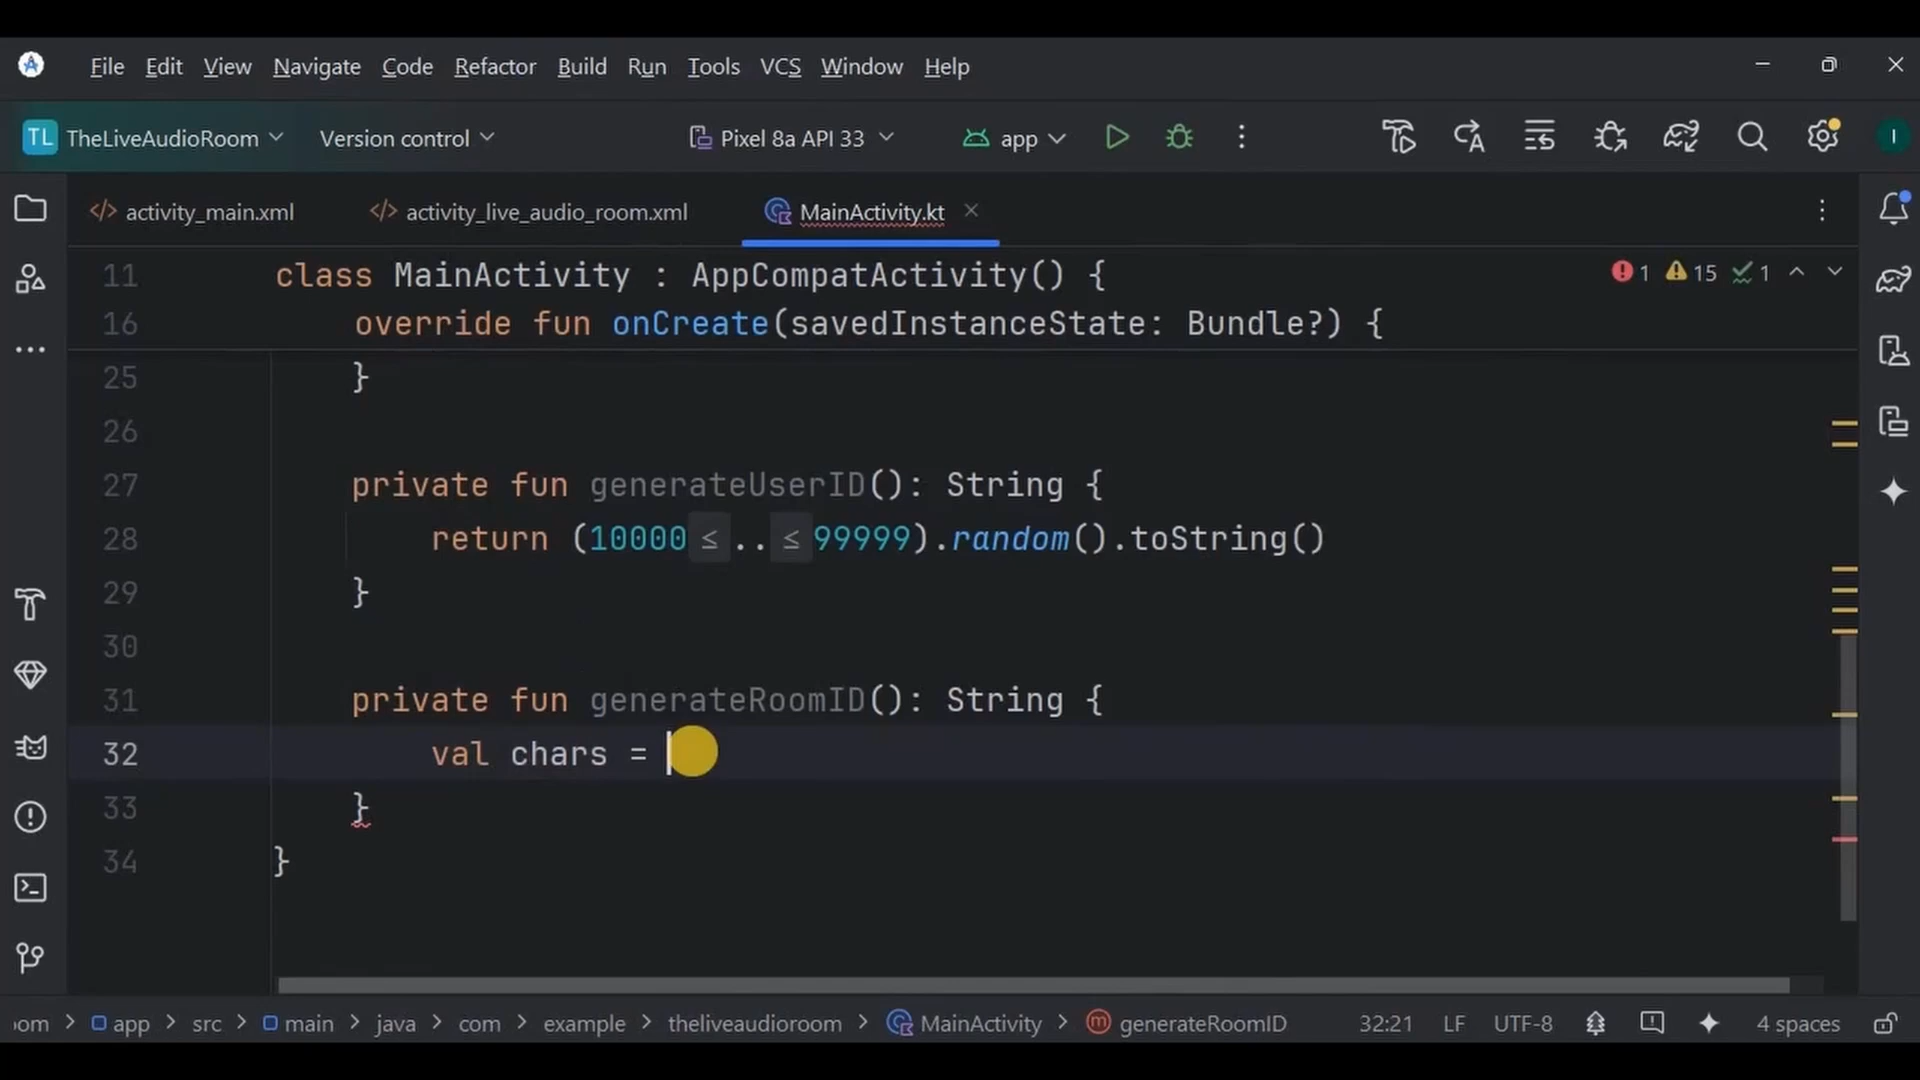 File Edit View Navigate Code Refactor Build Run Tools VCS Window Help
TL TheLiveAudioRoom Version control Pixel 8a API 33 app I
activity_main.xml activity_live_audio_room.xml MainActivity.kt
11 class MainActivity : AppCompatActivity() { 1 15 1
16 override fun onCreate(savedInstanceState: Bundle?) {
25 }
26
27 private fun generateUserID(): String {
28 return (10000 ≤ .. ≤ 99999).random().toString()
29 }
30
31 private fun generateRoomID(): String {
32 val chars =
33 }
34 }
oom > app > src > main > java > com > example > theliveaudioroom > MainActivity > generateRoomID 32:21 LF UTF-8 4 spaces